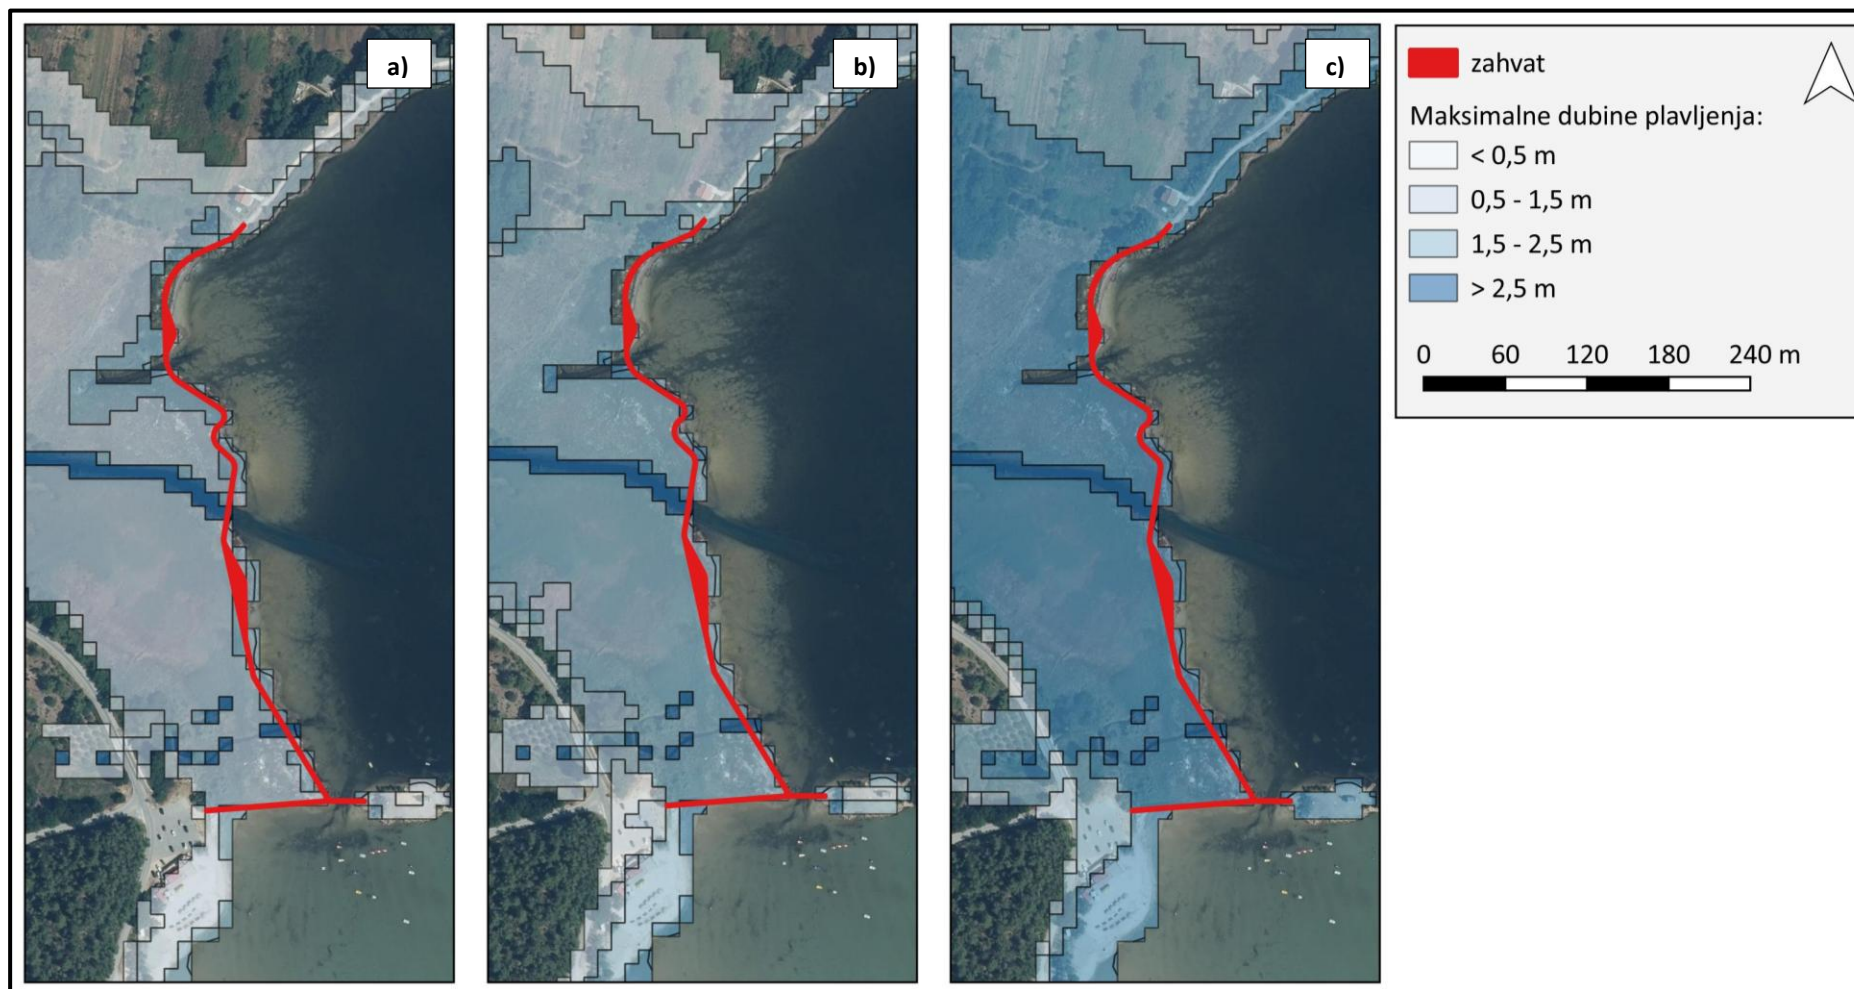 a)
b)
c)
zahvat
Maksimalne dubine plavljenja:
< 0,5 m
0,5 - 1,5 m
1,5 - 2,5 m
> 2,5 m
0 60 120 180 240 m